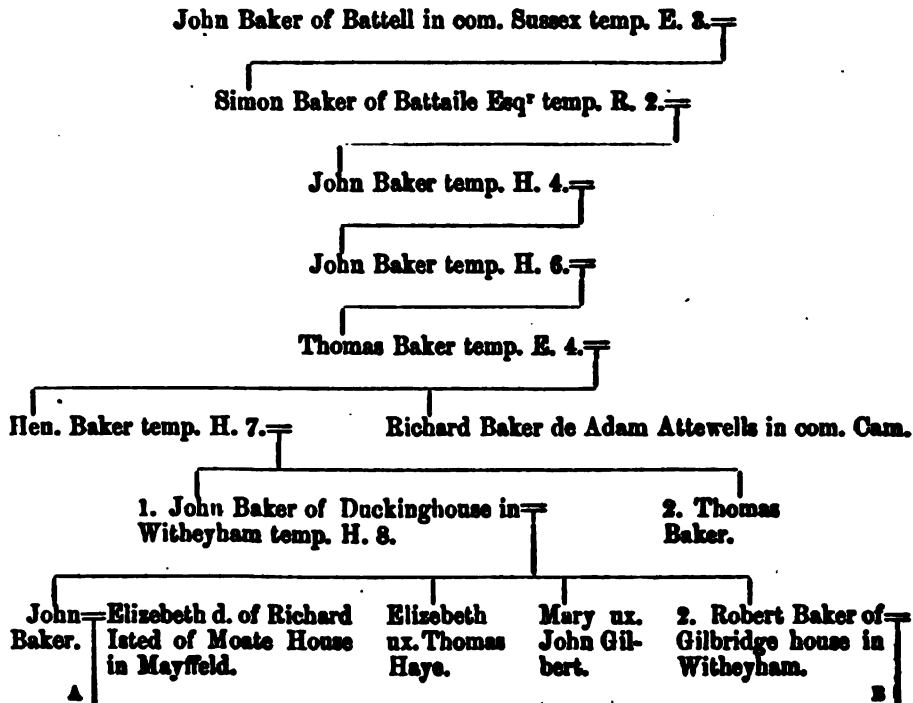 John Baker of Battell in com. Sussex temp. E. 3.=
Simon Baker of Battaile Esqr temp. R. 2.=
John Baker temp. H. 4.=
John Baker temp. H. 6.=
Thomas Baker temp. E. 4.=
Hen. Baker temp. H. 7.=
Richard Baker de Adam Attewells in com. Cam.
1. John Baker of Duckinghouse in=
Witheyham temp. H. 8.
2. Thomas
Baker.
John=
Baker.
A
Elizebeth d. of Richard
Isted of Moate House
in Mayffeld.
Elizebeth
ux. Thomas
Haye.
Mary ux.
John Gil-
bert.
2. Robert Baker of=
Gilbridge house in
Witheyham.
B